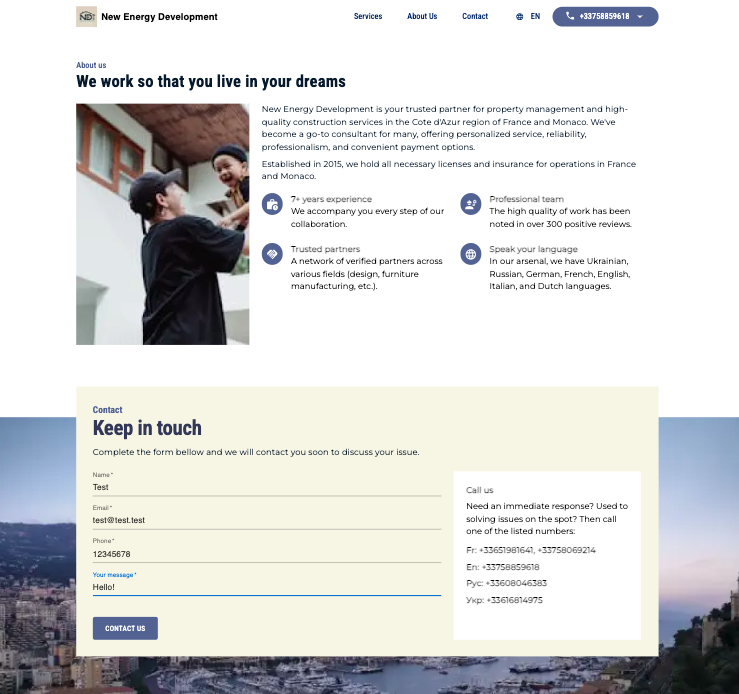 New Energy Development
Services
About Us
Contact
EN
+33758859618
About us
We work so that you live in your dreams
New Energy Development is your trusted partner for property management and high-
quality construction services in the Cote d'Azur region of France and Monaco. We've
become a go-to consultant for many, offering personalized service, reliability,
professionalism, and convenient payment options.
Established in 2015, we hold all necessary licenses and insurance for operations in France
and Monaco.
7+ years experience
We accompany you every step of our
collaboration.
Professional team
The high quality of work has been
noted in over 300 positive reviews.
Trusted partners
A network of verified partners across
various fields (design, furniture
manufacturing, etc.).
Speak your language
In our arsenal, we have Ukrainian,
Russian, German, French, English,
Italian, and Dutch languages.
Contact
Keep in touch
Complete the form bellow and we will contact you soon to discuss your issue.
Name*
Test
Email*
test@test.test
Phone*
12345678
Your message*
Hello!
CONTACT US
Call us
Need an immediate response? Used to
solving issues on the spot? Then call
one of the listed numbers:
Fr: +33651981641, +33758069214
En: +33758859618
Рус: +33608046383
Укр: +33616814975